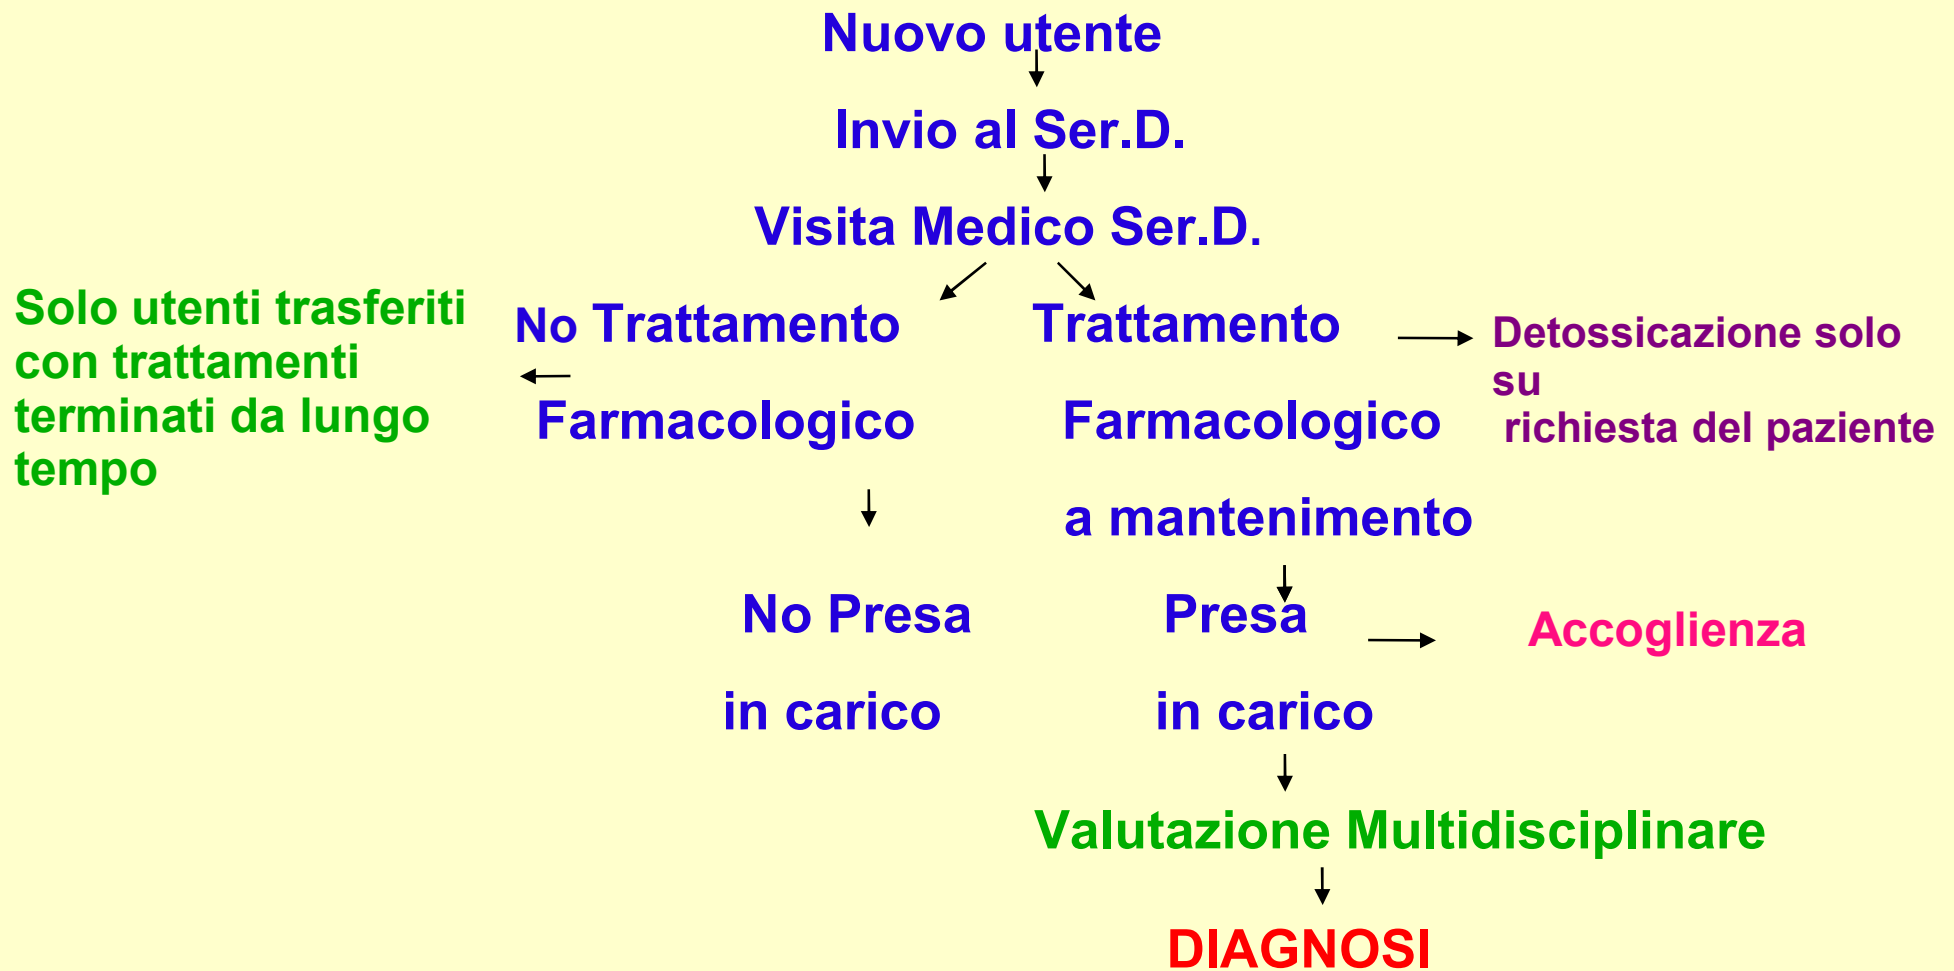 Nuovo utente
Invio al Ser.D.
Visita Medico Ser.D.
Solo utenti trasferiti
con trattamenti
terminati da lungo
tempo
No Trattamento
Farmacologico
Trattamento
Farmacologico
a mantenimento
Detossicazione solo
su
richiesta del paziente
No Presa
in carico
Presa
in carico
Accoglienza
Valutazione Multidisciplinare
DIAGNOSI